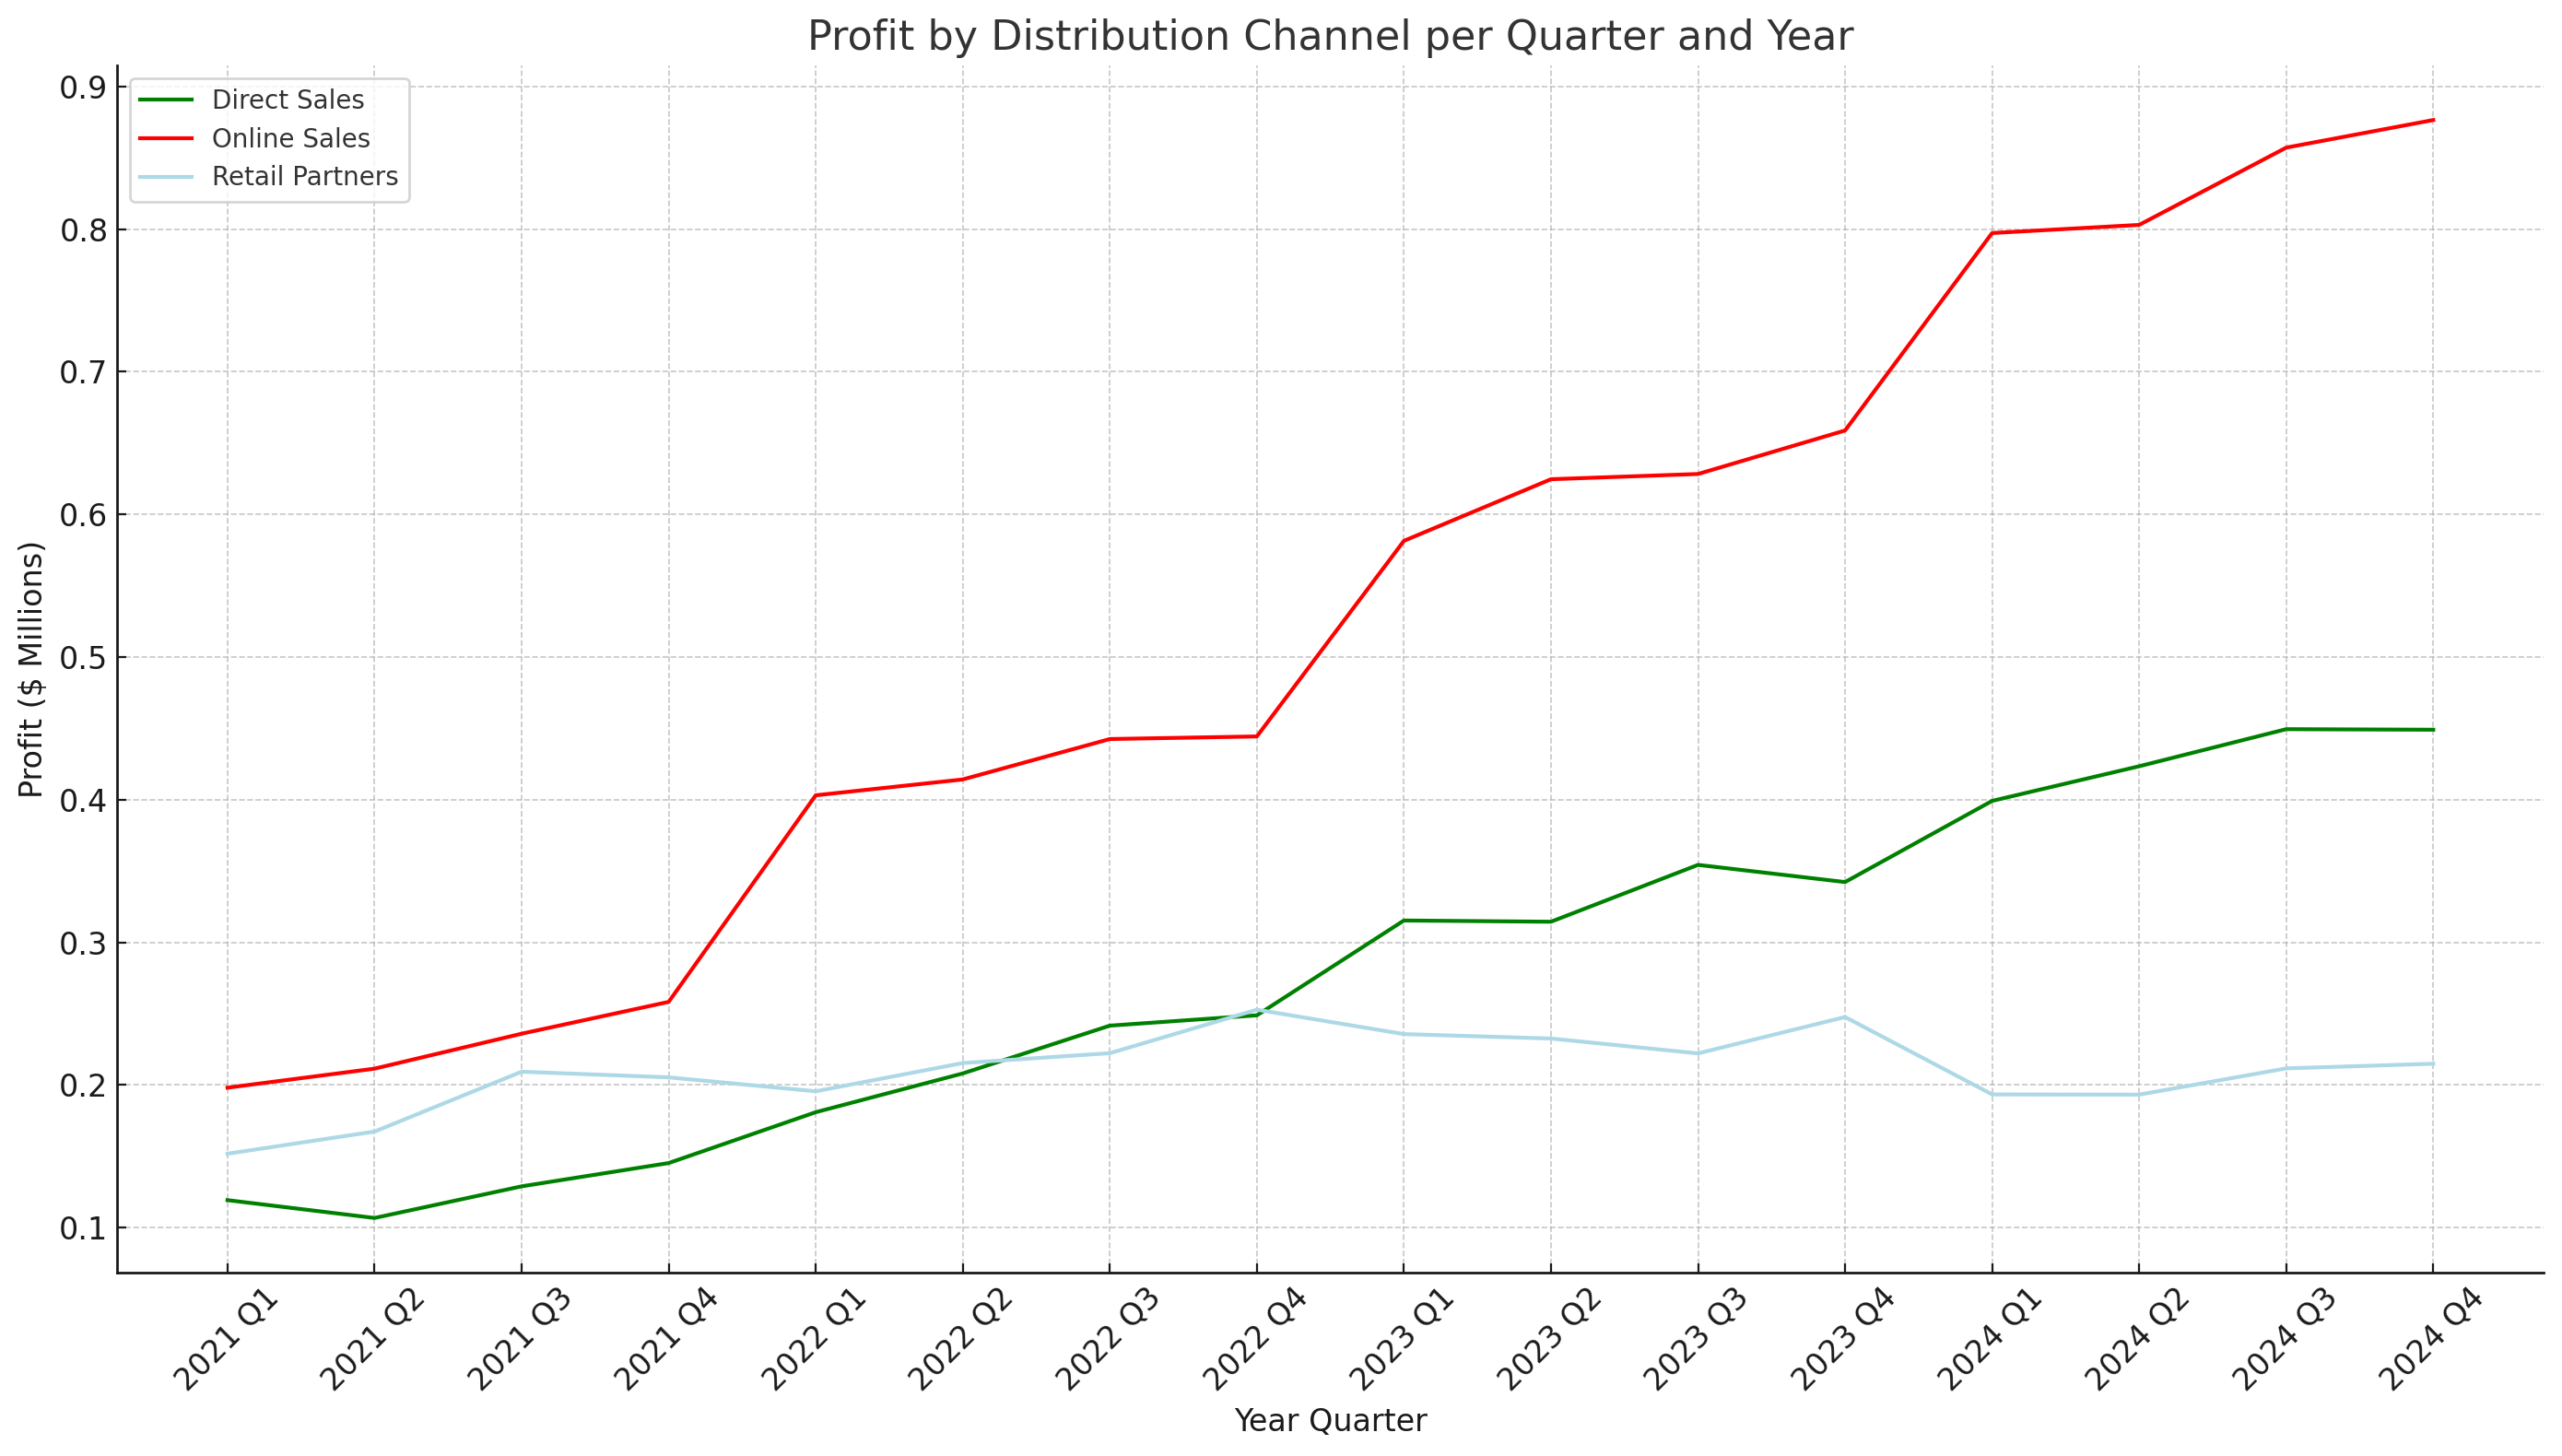 Profit by Distribution Channel per Quarter and Year
Direct Sales
Online Sales
Retail Partners
Profit ($ Millions)
0.9
0.8
0.7
0.6
0.5
0.4
0.3
0.2
0.1
2021 Q1
2021 Q2
2021 Q3
2021 Q4
2022 Q1
2022 Q2
2022 Q3
2022 Q4
2023 Q1
2023 Q2
2023 Q3
2023 Q4
2024 Q1
2024 Q2
2024 Q3
2024 Q4
Year Quarter